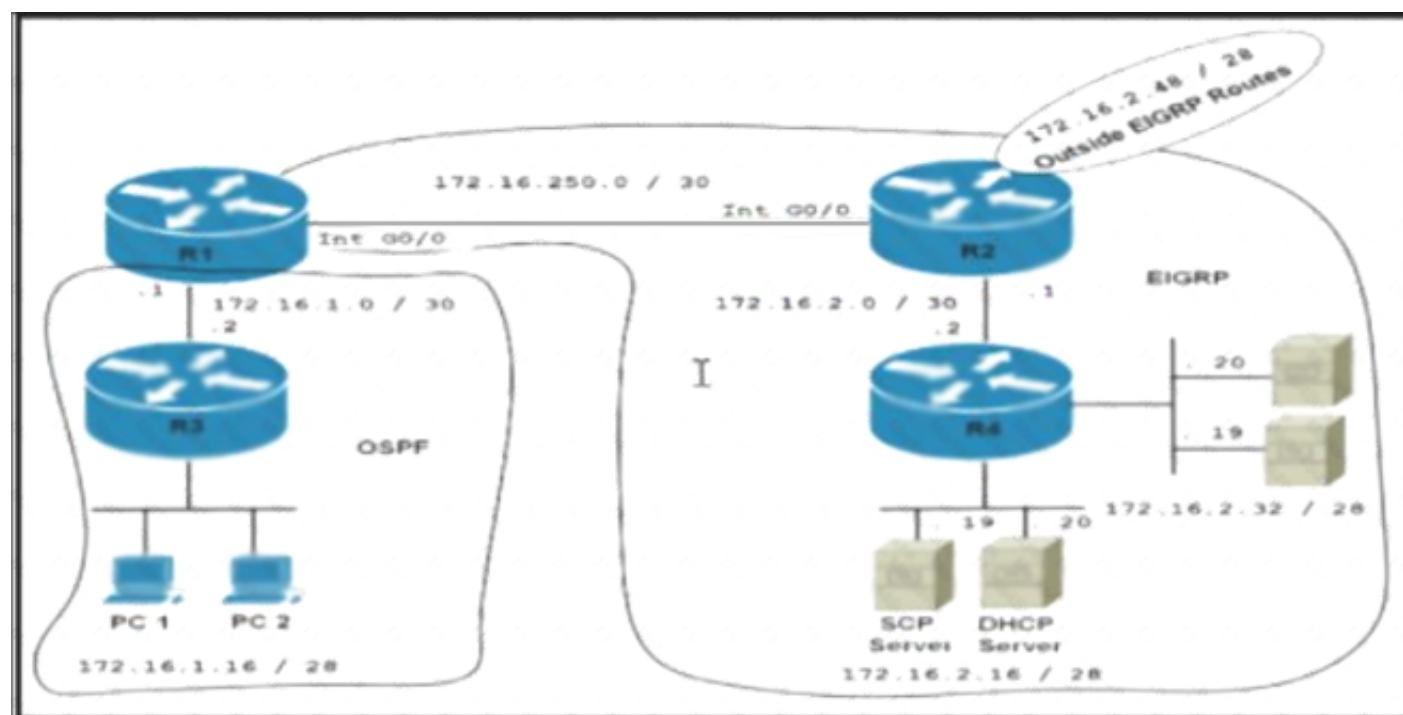 172.16.2.48 / 28
Outside EIGRP Routes
172.16.250.0 / 30
Int G0/0
Int G0/0
R1
R2
EIGRP
.1
172.16.1.0 / 30
.2
172.16.2.0 / 30
.1
.2
R3
OSPF
R4
. 20
. 19
172.16.2.32 / 28
. 19
. 20
PC 1
PC 2
SCP
Server
DHCP
Server
172.16.1.16 / 28
172.16.2.16 / 28